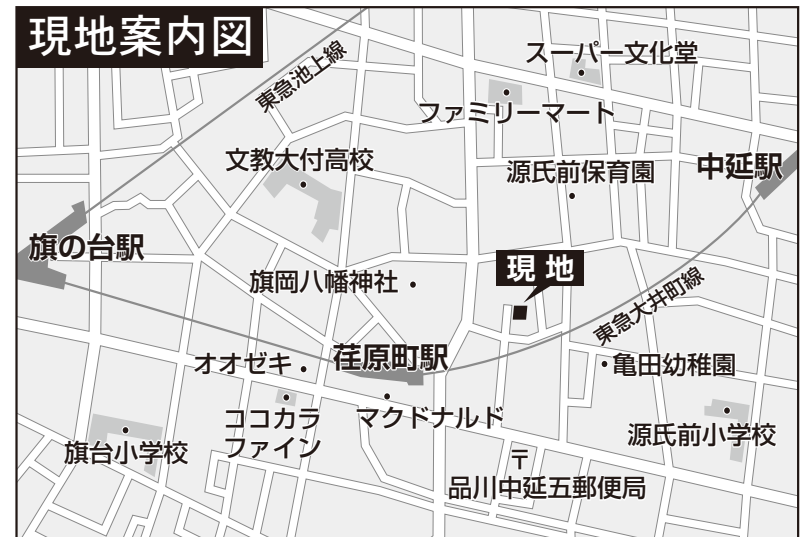 現地案内図
スーパー文化堂
東急池上線
ファミリーマート
文教大付高校
源氏前保育園
中延駅
旗の台駅
現地
旗岡八幡神社
東急大井町線
オオゼキ
荏原町駅
亀田幼稚園
ココカラ
ファイン
マクドナルド
旗台小学校
源氏前小学校
〒
品川中延五郵便局